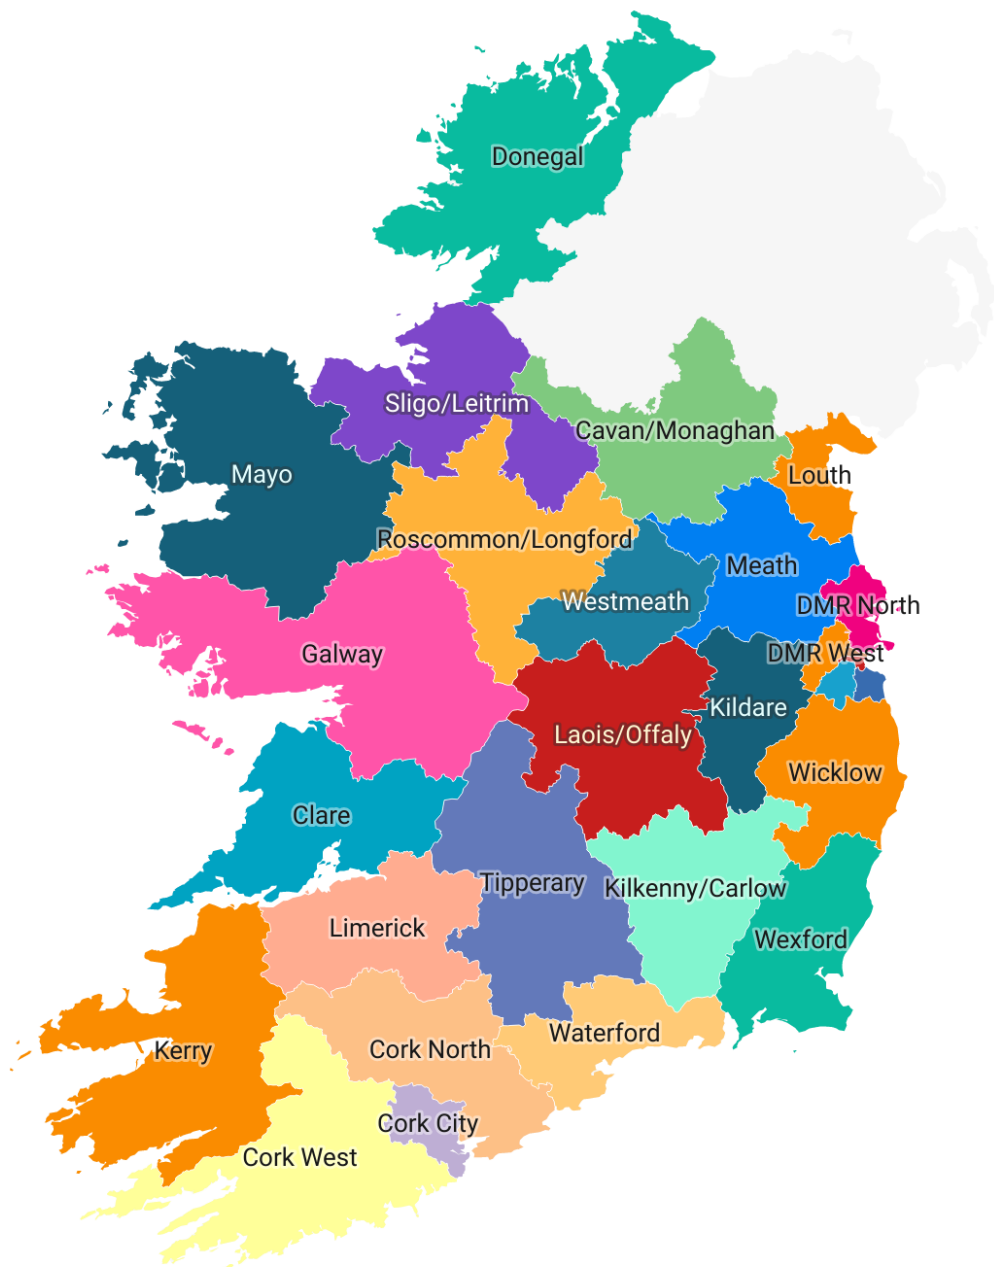 Donegal
Sligo/Leitrim
Cavan/Monaghan
Mayo
Louth
Roscommon/Longford
Meath
Westmeath
DMR North
Galway
DMR West
Kildare
Laois/Offaly
Wicklow
Clare
Tipperary
Kilkenny/Carlow
Limerick
Wexford
Waterford
Kerry
Cork North
Cork City
Cork West